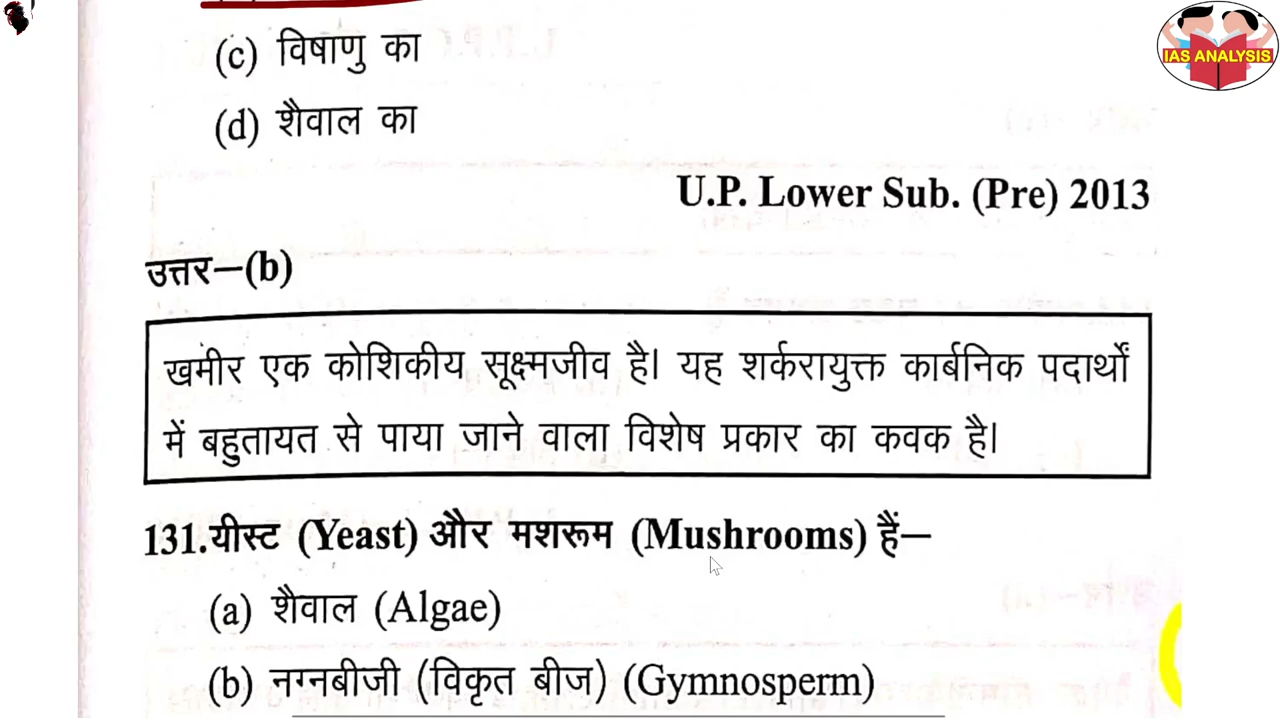 (c) विषाणु का
IAS ANALYSIS
(d) शैवाल का
U.P. Lower Sub. (Pre) 2013
उत्तर–(b)
खमीर एक कोशिकीय सूक्ष्मजीव है। यह शर्करायुक्त कार्बनिक पदार्थों
में बहुतायत से पाया जाने वाला विशेष प्रकार का कवक है।
131.यीस्ट (Yeast) और मशरूम (Mushrooms) हैं–
(a) शैवाल (Algae)
(b) नग्नबीजी (विकृत बीज) (Gymnosperm)